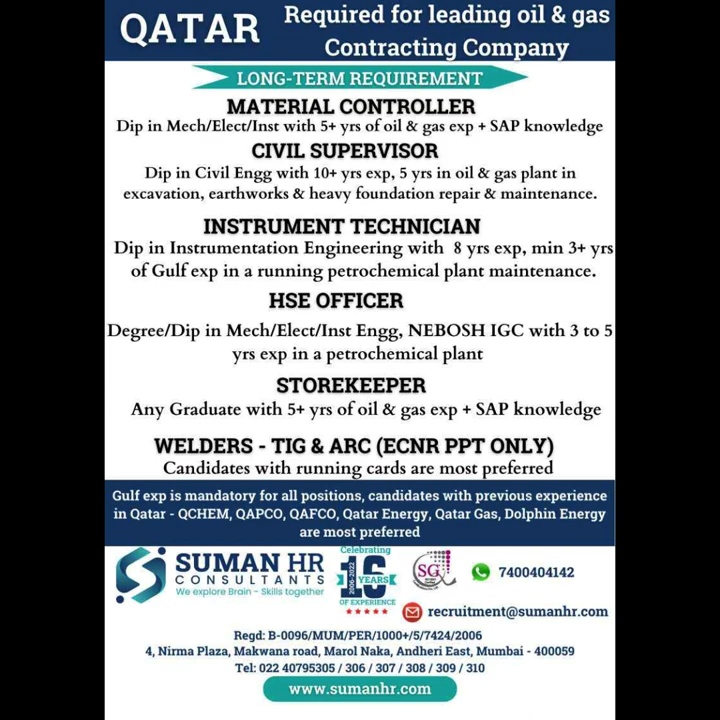 QATAR
Required for leading oil & gas
Contracting Company
LONG-TERM REQUIREMENT
MATERIAL CONTROLLER
Dip in Mech/Elect/Inst with 5+ yrs of oil & gas exp + SAP knowledge
CIVIL SUPERVISOR
Dip in Civil Engg with 10+ yrs exp, 5 yrs in oil & gas plant in
excavation, earthworks & heavy foundation repair & maintenance.
INSTRUMENT TECHNICIAN
Dip in Instrumentation Engineering with 8 yrs exp, min 3+ yrs
of Gulf exp in a running petrochemical plant maintenance.
HSE OFFICER
Degree/Dip in Mech/Elect/Inst Engg, NEBOSH IGC with 3 to 5
yrs exp in a petrochemical plant
STOREKEEPER
Any Graduate with 5+ yrs of oil & gas exp + SAP knowledge
WELDERS - TIG & ARC (ECNR PPT ONLY)
Candidates with running cards are most preferred
Gulf exp is mandatory for all positions, candidates with previous experience
in Qatar - QCHEM, QAPCO, QAFCO, Qatar Energy, Qatar Gas, Dolphin Energy
are most preferred
SUMAN HR
CONSULTANTS
We explore Brain - Skills together
Celebrating
2006-2022
16
YEARS
OF EXPERIENCE
SG
7400404142
recruitment@sumanhr.com
Regd: B-0096/MUM/PER/1000+/5/7424/2006
4, Nirma Plaza, Makwana road, Marol Naka, Andheri East, Mumbai - 400059
Tel: 022 40795305 / 306 / 307 / 308 / 309 / 310
www.sumanhr.com